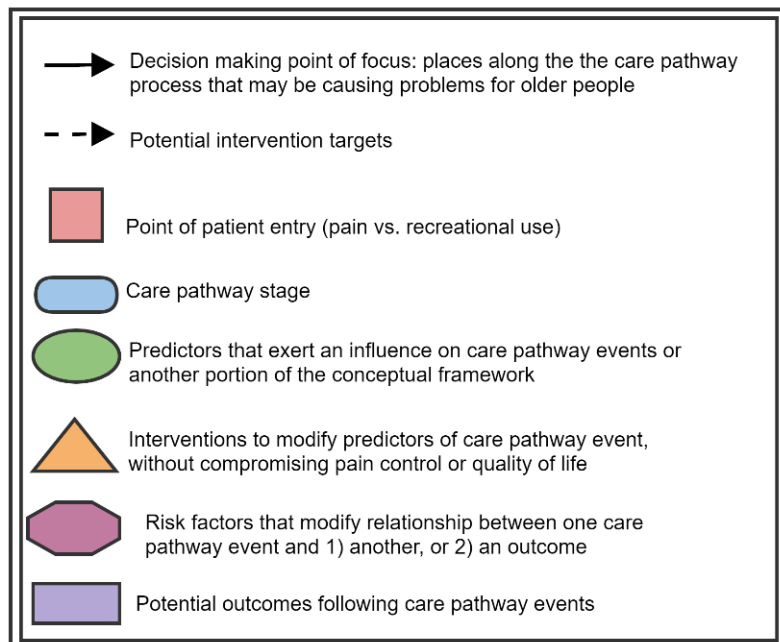 Decision making point of focus: places along the the care pathway
process that may be causing problems for older people
Potential intervention targets
Point of patient entry (pain vs. recreational use)
Care pathway stage
Predictors that exert an influence on care pathway events or
another portion of the conceptual framework
Interventions to modify predictors of care pathway event,
without compromising pain control or quality of life
Risk factors that modify relationship between one care
pathway event and 1) another, or 2) an outcome
Potential outcomes following care pathway events